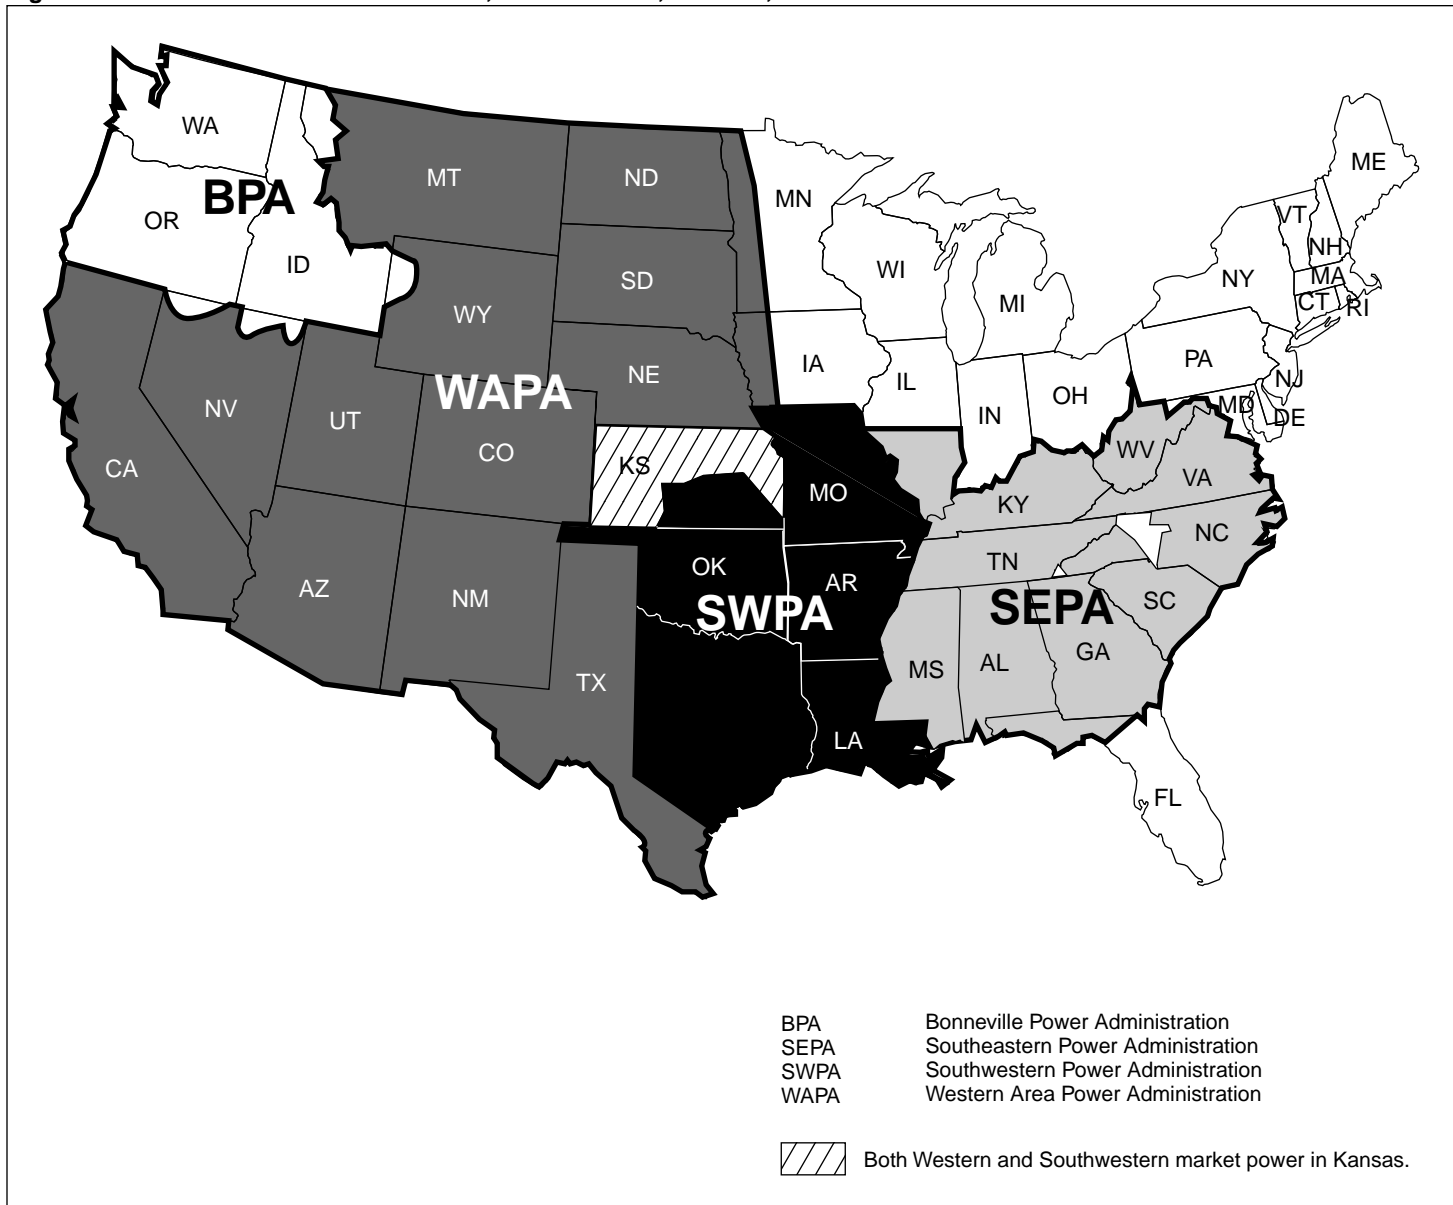 WA
MT
ND
MN
ME
OR
BPA
ID
SD
WI
MI
NY
VT
NH
MA
CT
RI
WY
NE
IA
IL
IN
OH
PA
NJ
MD
DE
WAPA
NV
UT
CO
KS
CA
MO
KY
WV
VA
AZ
NM
OK
AR
TN
NC
SWPA
SEPA
SC
TX
LA
MS
AL
GA
FL
BPA Bonneville Power Administration
SEPA Southeastern Power Administration
SWPA Southwestern Power Administration
WAPA Western Area Power Administration
Both Western and Southwestern market power in Kansas.